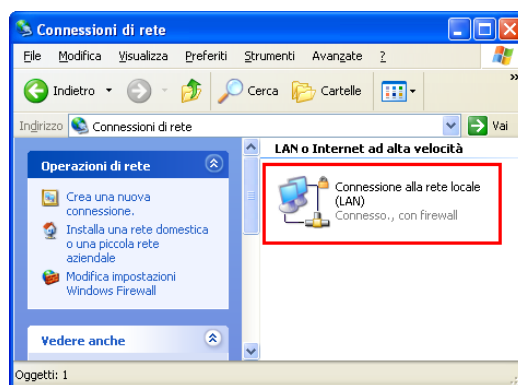 Connessioni di rete
File Modifica Visualizza Preferiti Strumenti Avanzate ?
Indietro Cerca Cartelle »
Indirizzo Connessioni di rete Vai
Operazioni di rete
Crea una nuova
connessione.
Installa una rete domestica
o una piccola rete
aziendale
Modifica impostazioni
Windows Firewall
Vedere anche
LAN o Internet ad alta velocità
Connessione alla rete locale
(LAN)
Connesso., con firewall
Oggetti: 1